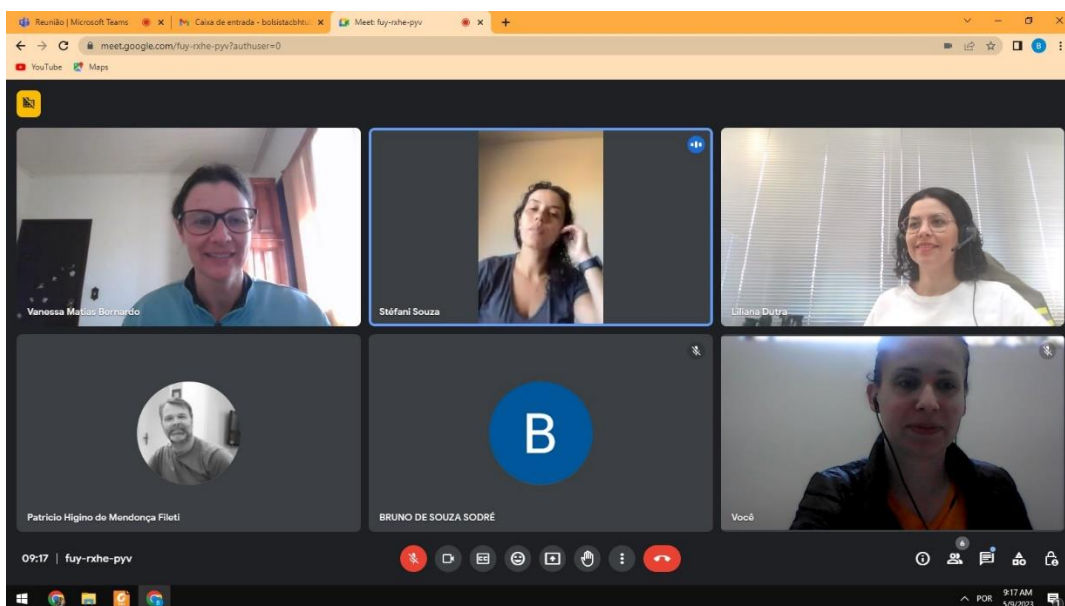 Reunião | Microsoft Teams
Caixa de entrada - bolsistacbhtu
Meet: fuy-rxhe-pyv
meet.google.com/fuy-rxhe-pyv?authuser=0
B
YouTube
Maps
Vanessa Matias Bernardo
Stéfani Souza
Liliana Dutra
B
Patricio Higino de Mendonça Fileti
BRUNO DE SOUZA SODRÉ
Você
09:17 | fuy-rxhe-pyv
CC
POR
9:17 AM
5/9/2023